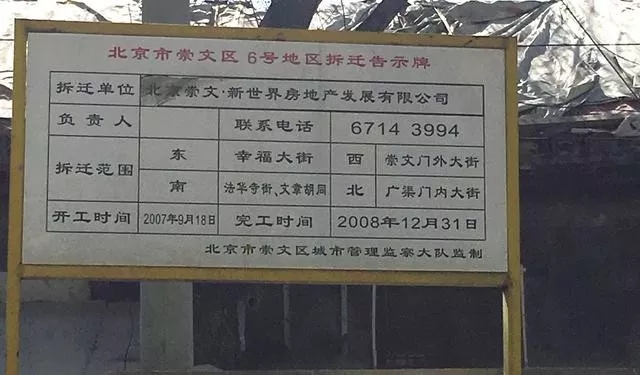 北京市崇文区 6号地区拆迁告示牌
拆迁单位 北京崇文·新世界房地产发展有限公司
负责人 联系电话 6714 3994
拆迁范围 东 幸福大街 西 崇文门外大街
南 法华寺街、文章胡同 北 广渠门内大街
开工时间 2007年9月18日 完工时间 2008年12月31日
北京市崇文区城市管理监察大队监制